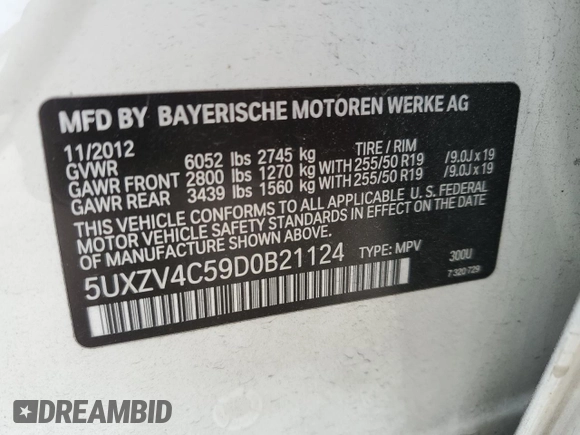 MFD BY BAYERISCHE MOTOREN WERKE AG
11/2012 TIRE / RIM
GVWR 6052 lbs 2745 kg
GAWR FRONT 2800 lbs 1270 kg WITH 255/50 R19 /9.0J x 19
GAWR REAR 3439 lbs 1560 kg WITH 255/50 R19 /9.0J x 19
THIS VEHICLE CONFORMS TO ALL APPLICABLE U. S. FEDERAL
MOTOR VEHICLE SAFETY STANDARDS IN EFFECT ON THE DATE
OF MANUFACTURE SHOWN ABOVE.
5UXZV4C59D0B21124 TYPE: MPV 300U
7 320 729
DREAMBID